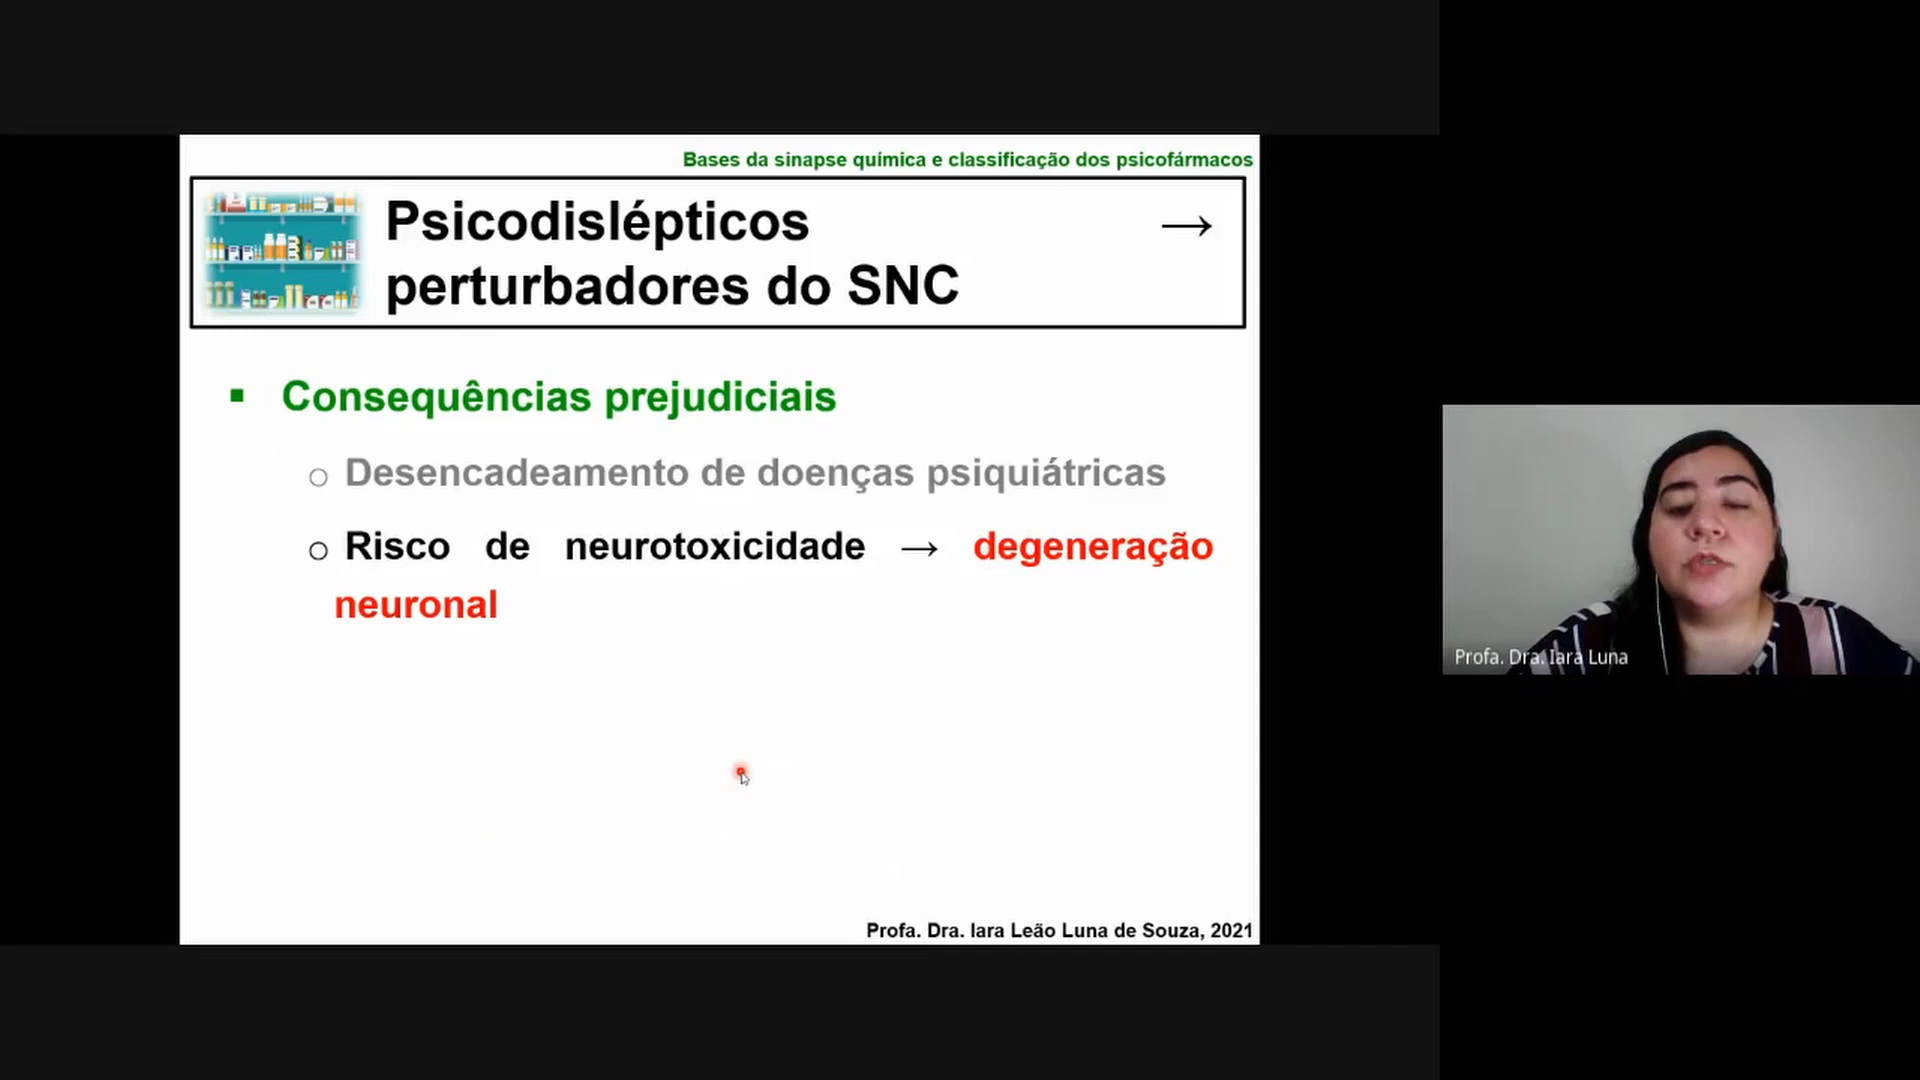 Bases da sinapse química e classificação dos psicofármacos
Psicodislépticos →
perturbadores do SNC
▪ Consequências prejudiciais
o Desencadeamento de doenças psiquiátricas
o Risco de neurotoxicidade → degeneração
neuronal
Profa. Dra. Iara Luna
Profa. Dra. Iara Leão Luna de Souza, 2021